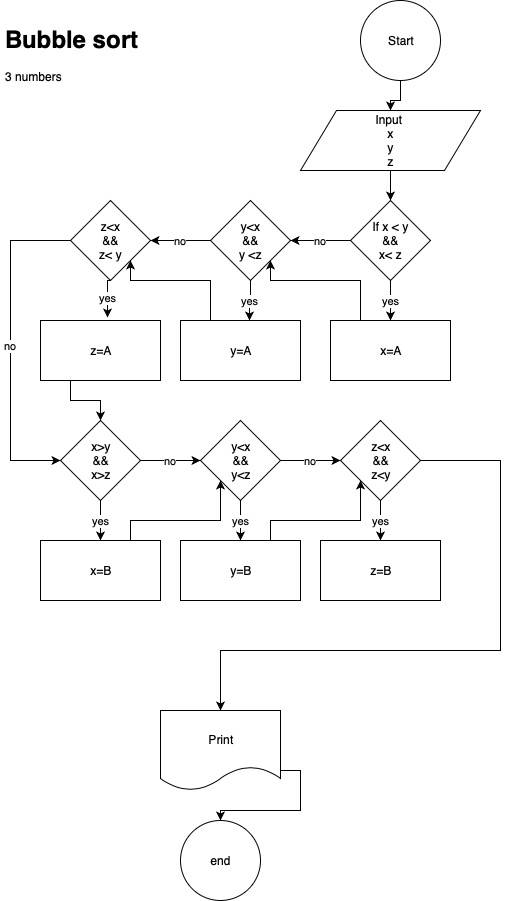 Bubble sort
3 numbers
Start
Input
x
y
z
If x < y
&&
x< z
no
y<x
&&
y <z
no
z<x
&&
z< y
yes
yes
yes
no
x=A
y=A
z=A
x>y
&&
x>z
no
y<x
&&
y<z
no
z<x
&&
z<y
yes
yes
yes
x=B
y=B
z=B
Print
end